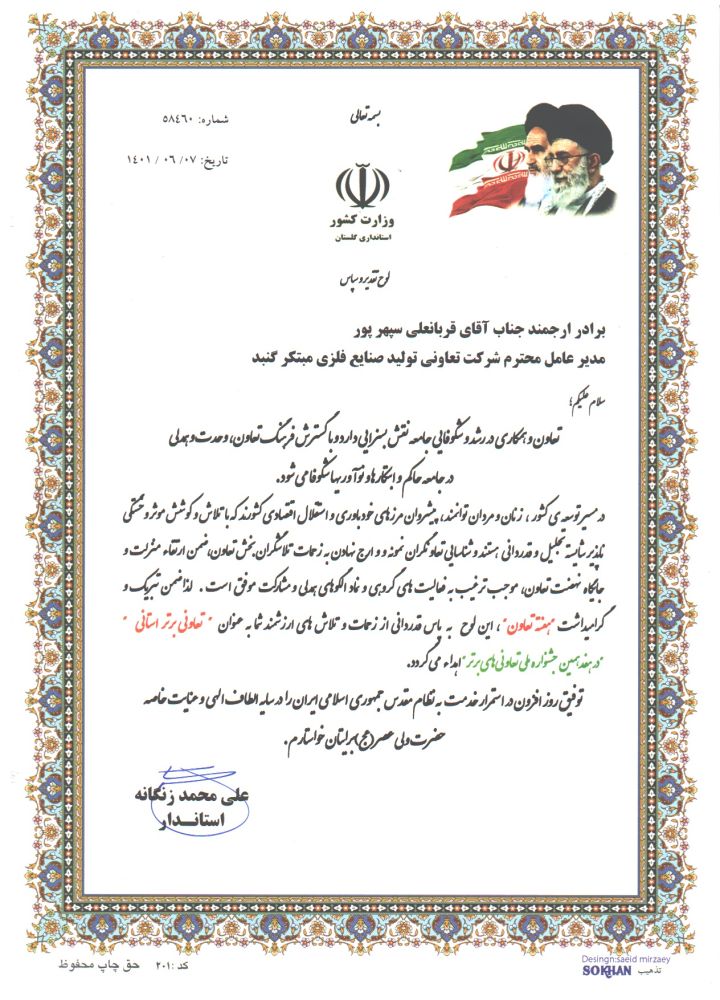 بسمه تعالی
شماره: ۵۸۴۶۰
تاریخ: ۰۷/ ۰۶ / ۱۴۰۱
وزارت کشور
استانداری گلستان
لوح تقدیر و سپاس
برادر ارجمند جناب آقای قربانعلی سپهر پور
مدیر عامل محترم شرکت تعاونی تولید صنایع فلزی مبتکر گنبد
سلام علیکم؛
تعاون و همکاری در رشد و شکوفایی جامعه نقش بسزایی دارد و با گسترش فرهنگ تعاون، وحدت و همدلی
در جامعه حاکم و ابتکارها و نوآوریها شکوفا می شود.
در مسیر توسعه ی کشور ، زنان و مردان توانمند، پیشروان مرزهای خودباوری و استقلال اقتصادی کشورند که با تلاش و کوشش موثر و خستگی
ناپذیر شایسته تجلیل و قدردانی هستند و شناسایی تعاونگران نمونه و و ارج نهادن به زحمات تلاشگران بخش تعاون، ضمن ارتقاء منزلت و
جایگاه نهضت تعاون، موجب ترغیب به فعالیت های گروهی و نماد الگوهای همدلی و مشارکت موفق است . لذا ضمن تبریک و
گرامیداشت "هفته تعاون" ، این لوح به پاس قدردانی از زحمات و تلاش های ارزشمند شما به عنوان " تعاونی برتر استانی "
"در هفدهمین جشنواره ملی تعاونی های برتر" اهداء می گردد.
توفیق روز افزون در استمرار خدمت به نظام مقدس جمهوری اسلامی ایران را در سایه الطاف الهی و عنایات خاصه
حضرت ولی عصر(عج) برایتان خواستارم .
علی محمد زنگانه
استاندار
کد :۲۰۱ حق چاپ محفوظ
Desingn:saeid mirzaey
SOKHAN تذهیب